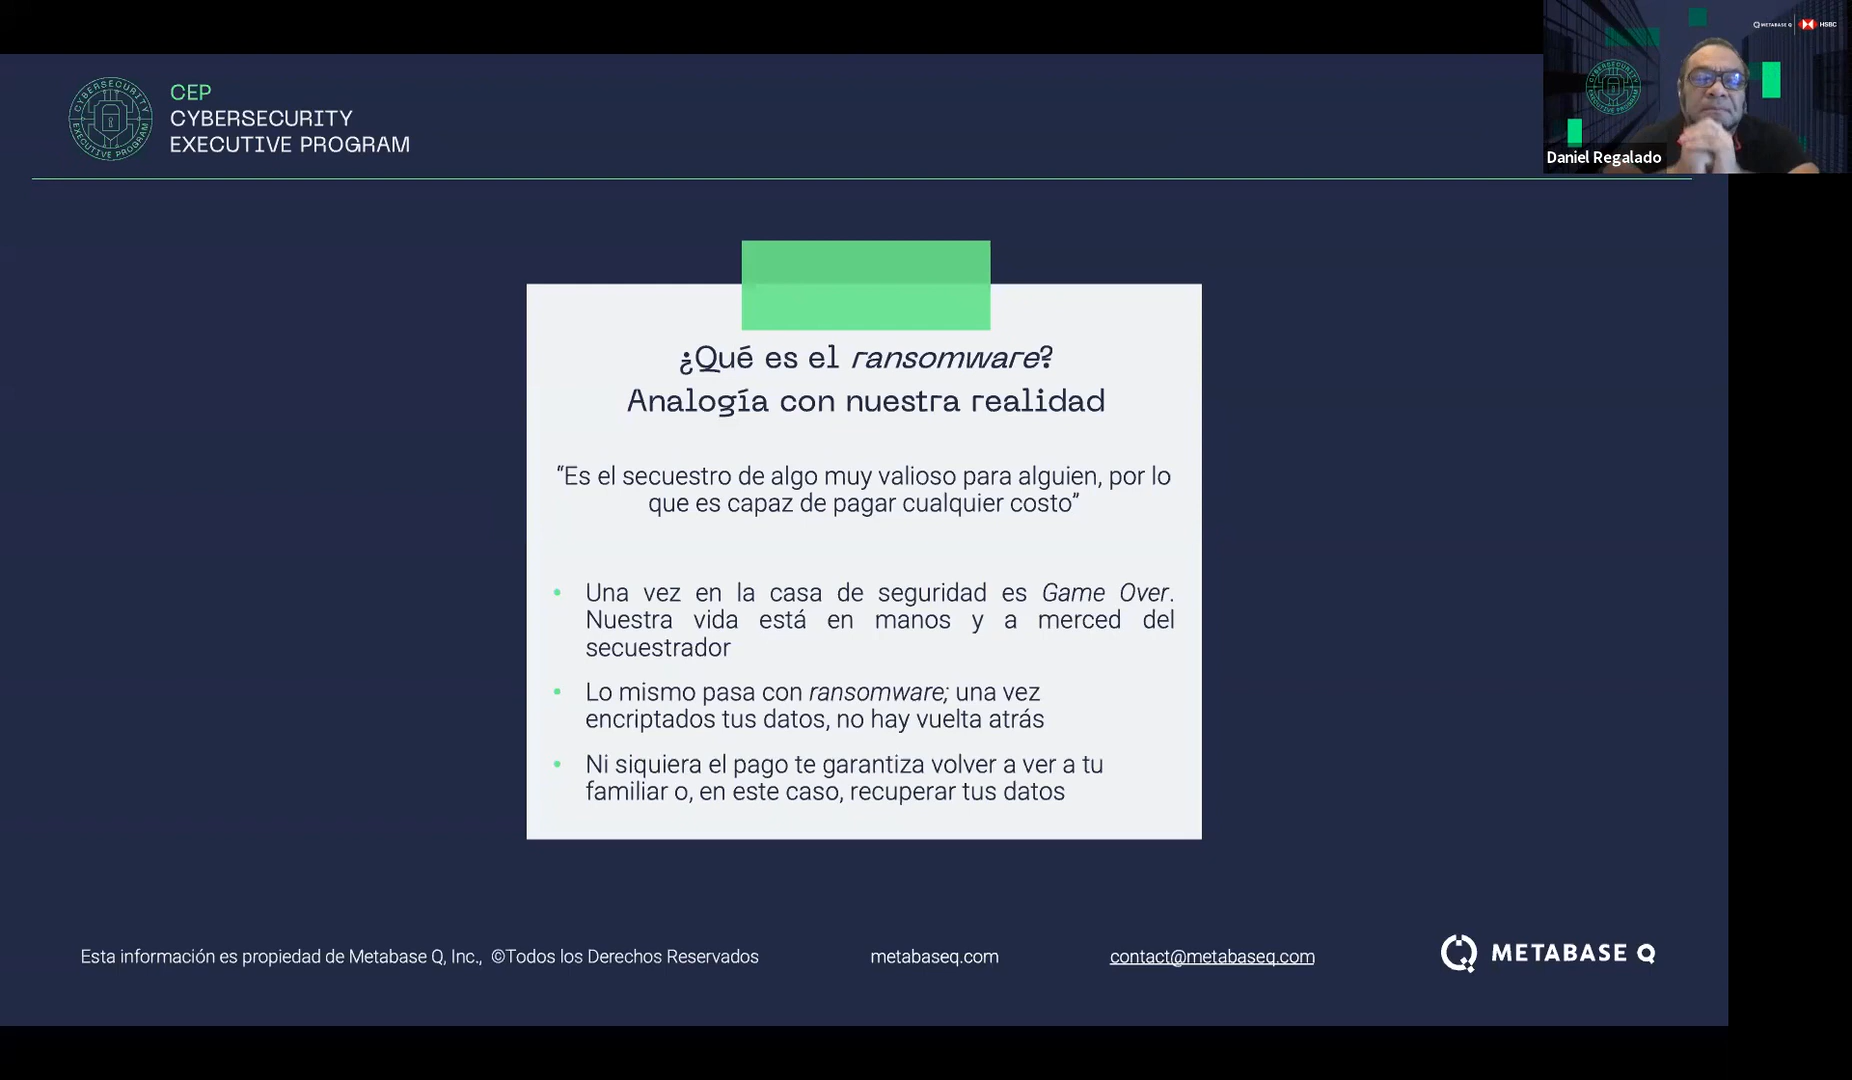 CEP
CYBERSECURITY
EXECUTIVE PROGRAM
METABASE Q
HSBC
CYBERSECURITY
EXECUTIVE PROGRAM
Daniel Regalado
¿Qué es el ransomware?
Analogía con nuestra realidad
“Es el secuestro de algo muy valioso para alguien, por lo
que es capaz de pagar cualquier costo”
• Una vez en la casa de seguridad es Game Over.
Nuestra vida está en manos y a merced del
secuestrador
• Lo mismo pasa con ransomware; una vez
encriptados tus datos, no hay vuelta atrás
• Ni siquiera el pago te garantiza volver a ver a tu
familiar o, en este caso, recuperar tus datos
Esta información es propiedad de Metabase Q, Inc., ©Todos los Derechos Reservados
metabaseq.com
contact@metabaseq.com
METABASE Q